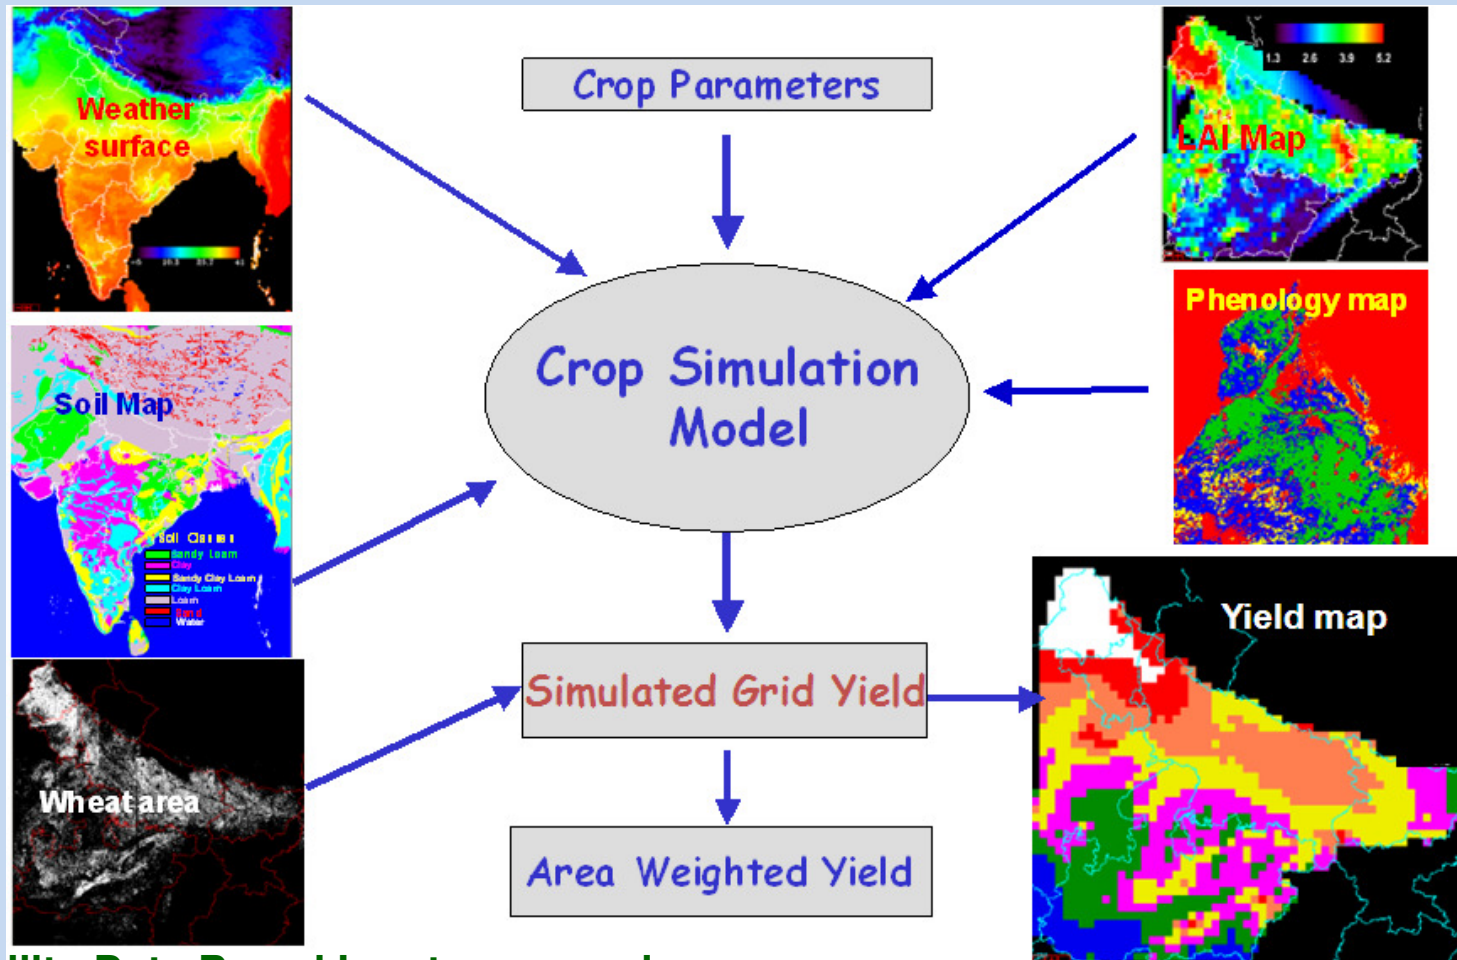 Weather
surface
Crop Parameters
1.3 2.6 3.9 5.2
LAI Map
Phenology map
Crop Simulation
Model
Soil Map
Soil Classes
Sandy Loam
Clay
Sandy Clay Loam
Clay Loam
Loam
Sand
Water
Yield map
Simulated Grid Yield
Wheat area
Area Weighted Yield